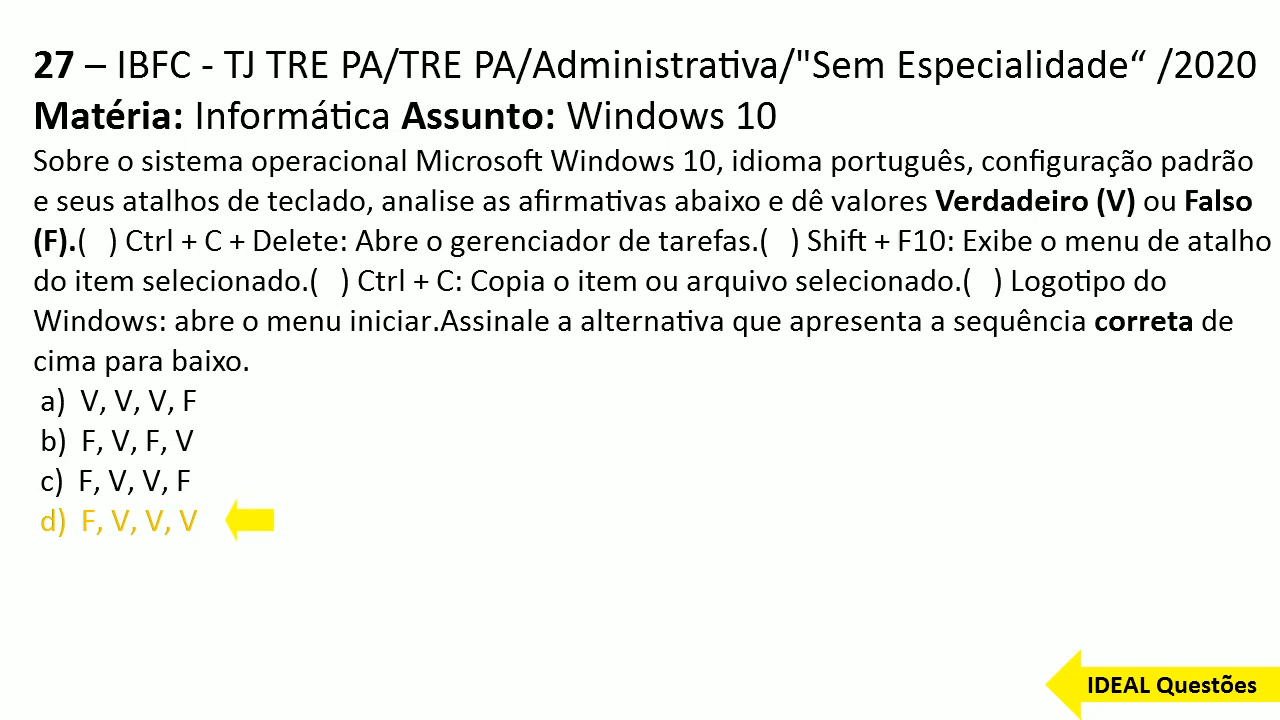 27 – IBFC - TJ TRE PA/TRE PA/Administrativa/"Sem Especialidade“ /2020
Matéria: Informática Assunto: Windows 10
Sobre o sistema operacional Microsoft Windows 10, idioma português, configuração padrão
e seus atalhos de teclado, analise as afirmativas abaixo e dê valores Verdadeiro (V) ou Falso
(F).(   ) Ctrl + C + Delete: Abre o gerenciador de tarefas.(   ) Shift + F10: Exibe o menu de atalho
do item selecionado.(   ) Ctrl + C: Copia o item ou arquivo selecionado.(   ) Logotipo do
Windows: abre o menu iniciar.Assinale a alternativa que apresenta a sequência correta de
cima para baixo.
a)  V, V, V, F
b)  F, V, F, V
c)  F, V, V, F
d)  F, V, V, V
IDEAL Questões